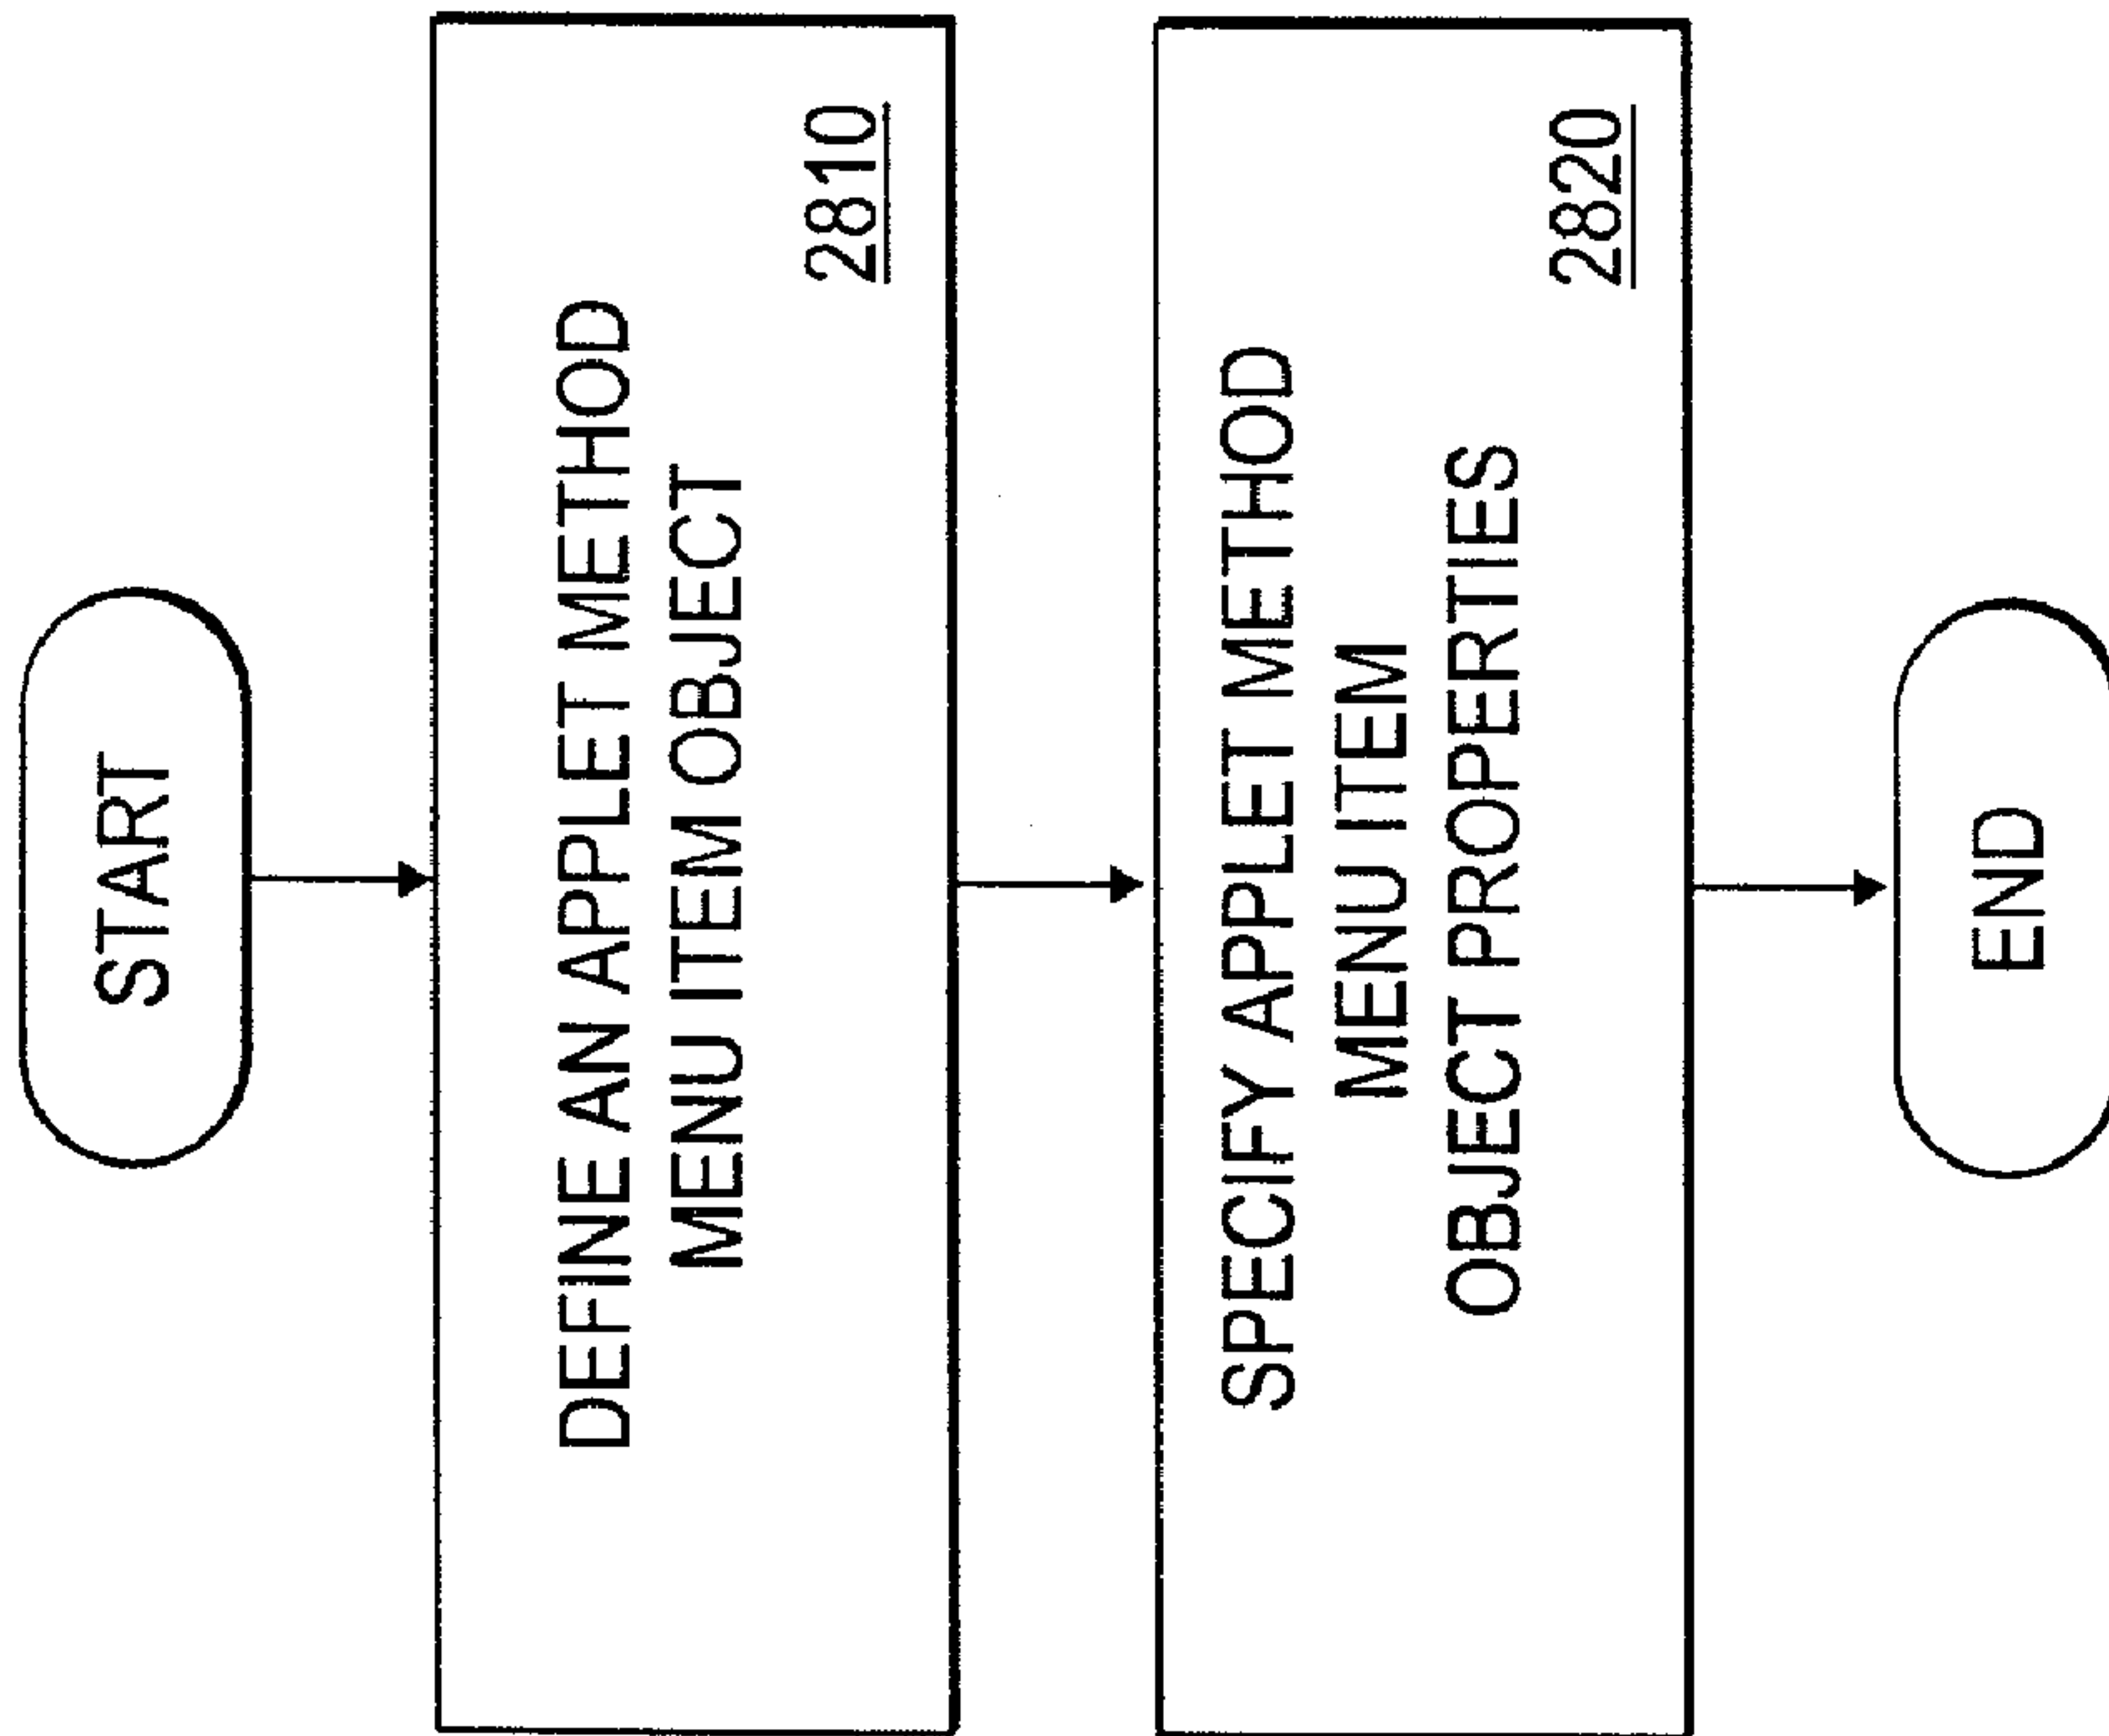 START
DEFINE AN APPLET METHOD
MENU ITEM OBJECT
2810
SPECIFY APPLET METHOD
MENU ITEM
OBJECT PROPERTIES
2820
END